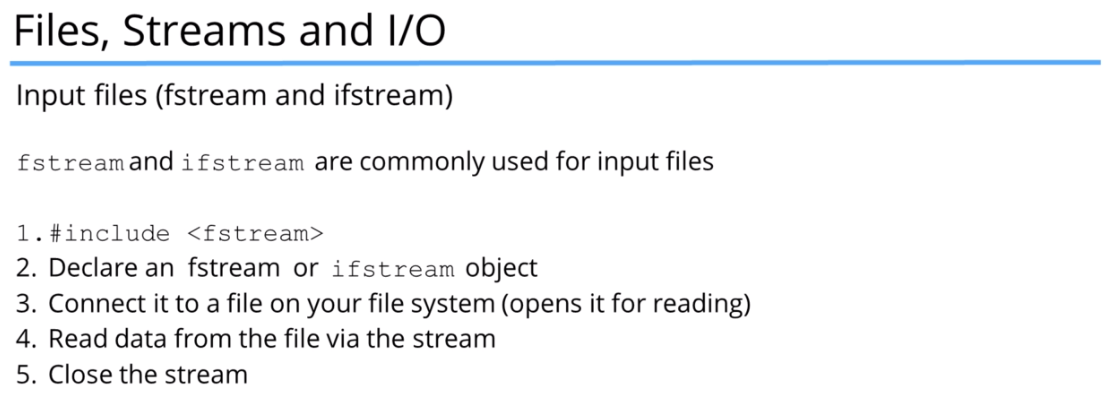 Files, Streams and I/O
Input files (fstream and ifstream)
fstream and ifstream are commonly used for input files
1. #include <fstream>
2. Declare an fstream or ifstream object
3. Connect it to a file on your file system (opens it for reading)
4. Read data from the file via the stream
5. Close the stream